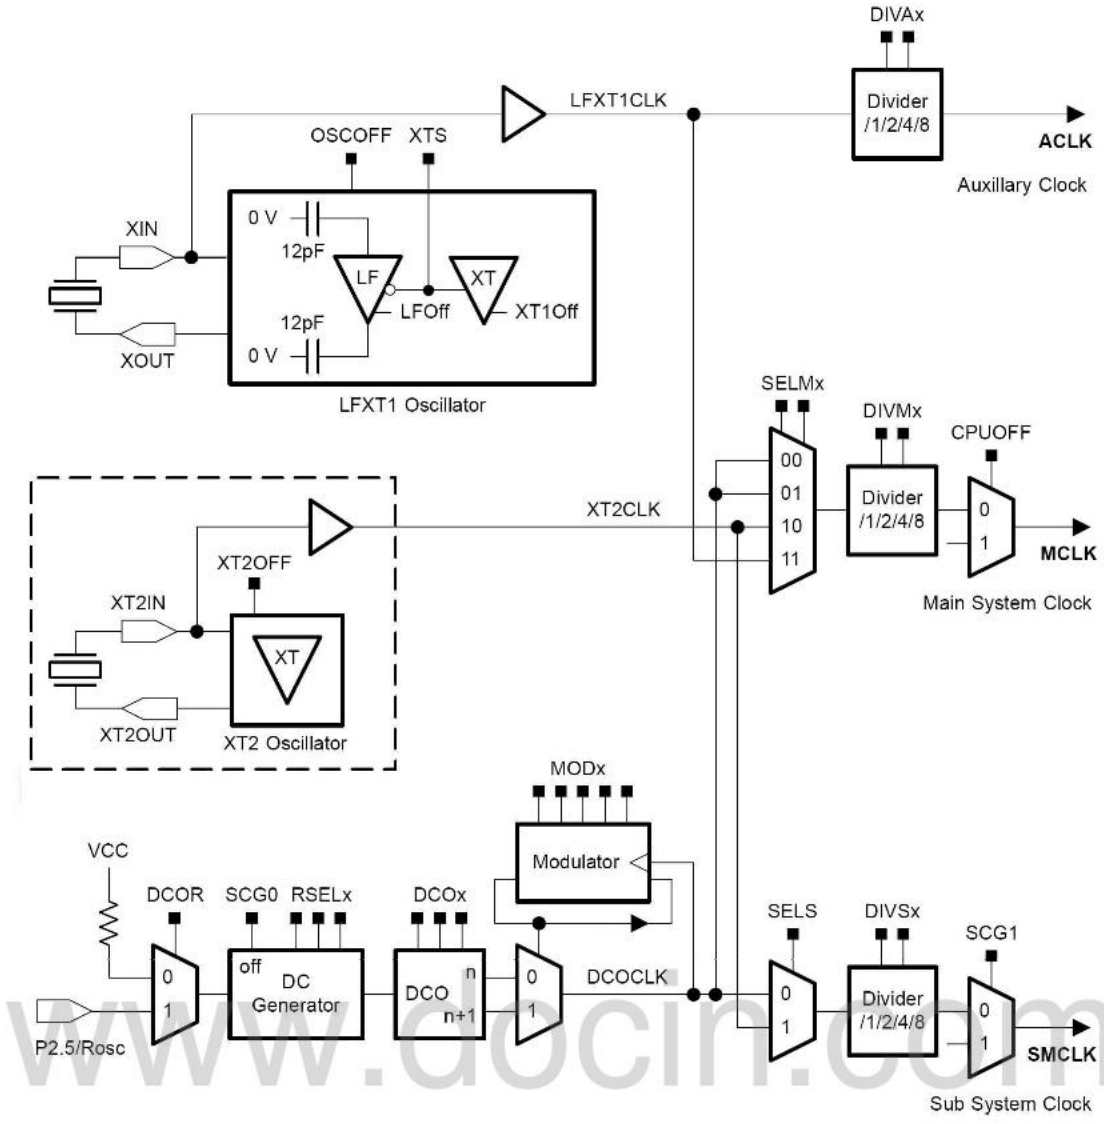 DIVAx
LFXT1CLK
Divider
/1/2/4/8
ACLK
Auxillary Clock
OSCOFF XTS
XIN
0 V
12pF
LF
XT
LFOff
XT1Off
12pF
0 V
XOUT
LFXT1 Oscillator
SELMx
DIVMx
CPUOFF
00
01
10
11
Divider
/1/2/4/8
0
1
MCLK
Main System Clock
XT2CLK
XT2OFF
XT2IN
XT
XT2OUT
XT2 Oscillator
MODx
Modulator
VCC
DCOR
SCG0 RSELx
DCOx
0
1
off
DC
Generator
DCO
n
n+1
0
1
DCOCLK
SELS
DIVSx
SCG1
0
1
Divider
/1/2/4/8
0
1
SMCLK
Sub System Clock
P2.5/Rosc
www.docin.com